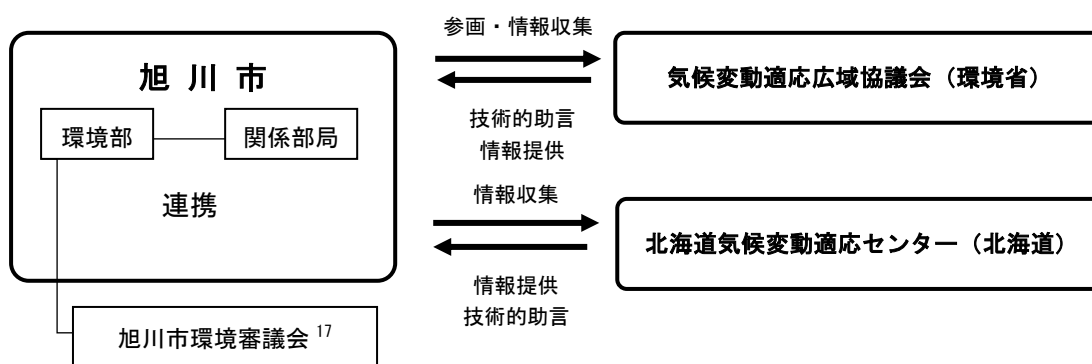 参画・情報収集
旭 川 市
気候変動適応広域協議会（環境省）
環境部
関係部局
技術的助言
情報提供
連携
情報収集
北海道気候変動適応センター（北海道）
情報提供
技術的助言
旭川市環境審議会 17